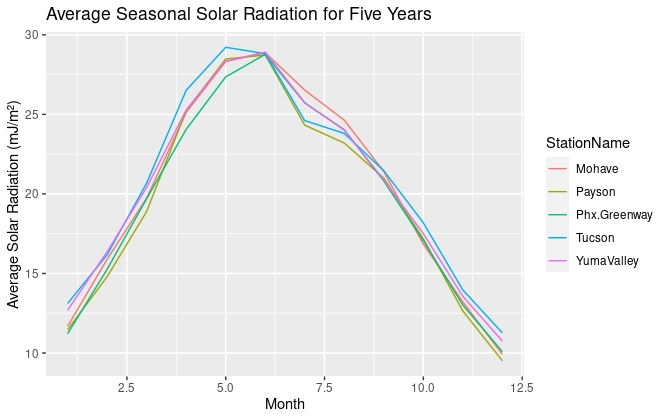 Average Seasonal Solar Radiation for Five Years
Average Solar Radiation (mJ/m²)
30
25
20
15
10
2.5
5.0
7.5
10.0
12.5
Month
StationName
Mohave
Payson
Phx.Greenway
Tucson
YumaValley